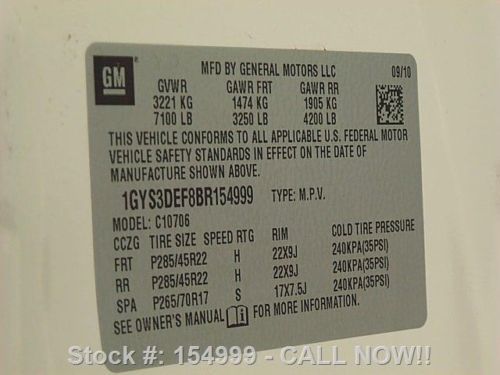 GM
MFD BY GENERAL MOTORS LLC 09/10
GVWR GAWR FRT GAWR RR
3221 KG 1474 KG 1905 KG
7100 LB 3250 LB 4200 LB
THIS VEHICLE CONFORMS TO ALL APPLICABLE U.S. FEDERAL MOTOR
VEHICLE SAFETY STANDARDS IN EFFECT ON THE DATE OF
MANUFACTURE SHOWN ABOVE.
1GYS3DEF8BR154999 TYPE: M.P.V.
MODEL: C10706
CCZG TIRE SIZE SPEED RTG RIM COLD TIRE PRESSURE
FRT P285/45R22 H 22X9J 240KPA(35PSI)
RR P285/45R22 H 22X9J 240KPA(35PSI)
SPA P265/70R17 S 17X7.5J 240KPA(35PSI)
SEE OWNER'S MANUAL FOR MORE INFORMATION.
Stock #: 154999 - CALL NOW!!